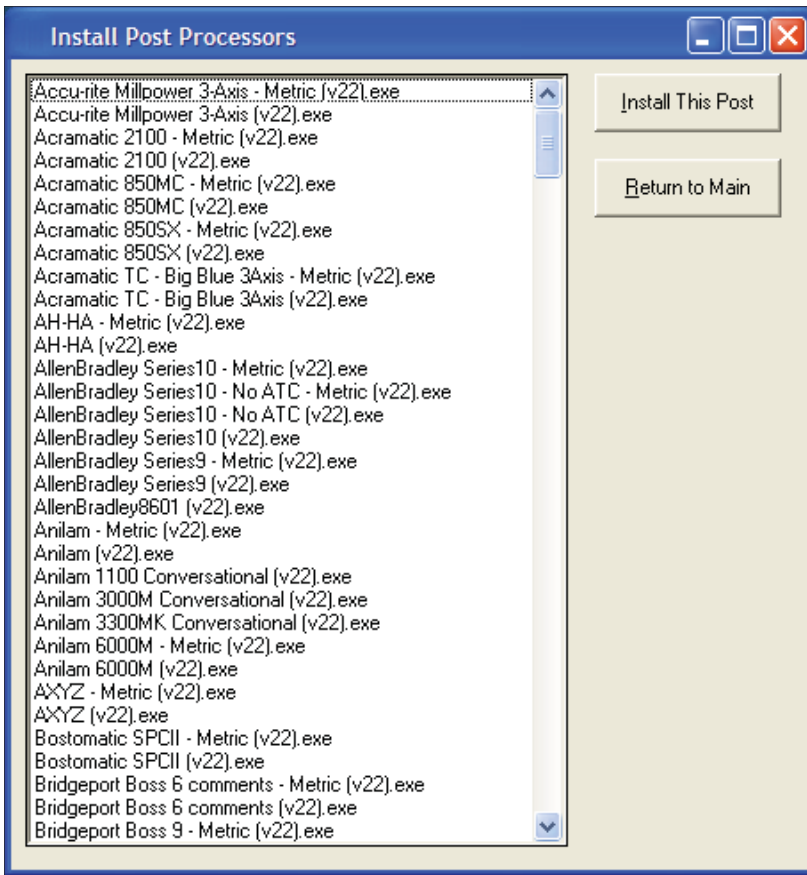 Install Post Processors
Accu-rite Millpower 3-Axis - Metric (v22).exe
Accu-rite Millpower 3-Axis (v22).exe
Acramatic 2100 - Metric (v22).exe
Acramatic 2100 (v22).exe
Acramatic 850MC - Metric (v22).exe
Acramatic 850MC (v22).exe
Acramatic 850SX - Metric (v22).exe
Acramatic 850SX (v22).exe
Acramatic TC - Big Blue 3Axis - Metric (v22).exe
Acramatic TC - Big Blue 3Axis (v22).exe
AH-HA - Metric (v22).exe
AH-HA (v22).exe
AllenBradley Series10 - Metric (v22).exe
AllenBradley Series10 - No ATC - Metric (v22).exe
AllenBradley Series10 - No ATC (v22).exe
AllenBradley Series10 (v22).exe
AllenBradley Series9 - Metric (v22).exe
AllenBradley Series9 (v22).exe
AllenBradley8601 (v22).exe
Anilam - Metric (v22).exe
Anilam (v22).exe
Anilam 1100 Conversational (v22).exe
Anilam 3000M Conversational (v22).exe
Anilam 3300MK Conversational (v22).exe
Anilam 6000M - Metric (v22).exe
Anilam 6000M (v22).exe
AXYZ - Metric (v22).exe
AXYZ (v22).exe
Bostomatic SPCII - Metric (v22).exe
Bostomatic SPCII (v22).exe
Bridgeport Boss 6 comments - Metric (v22).exe
Bridgeport Boss 6 comments (v22).exe
Bridgeport Boss 9 - Metric (v22).exe
Install This Post
Return to Main